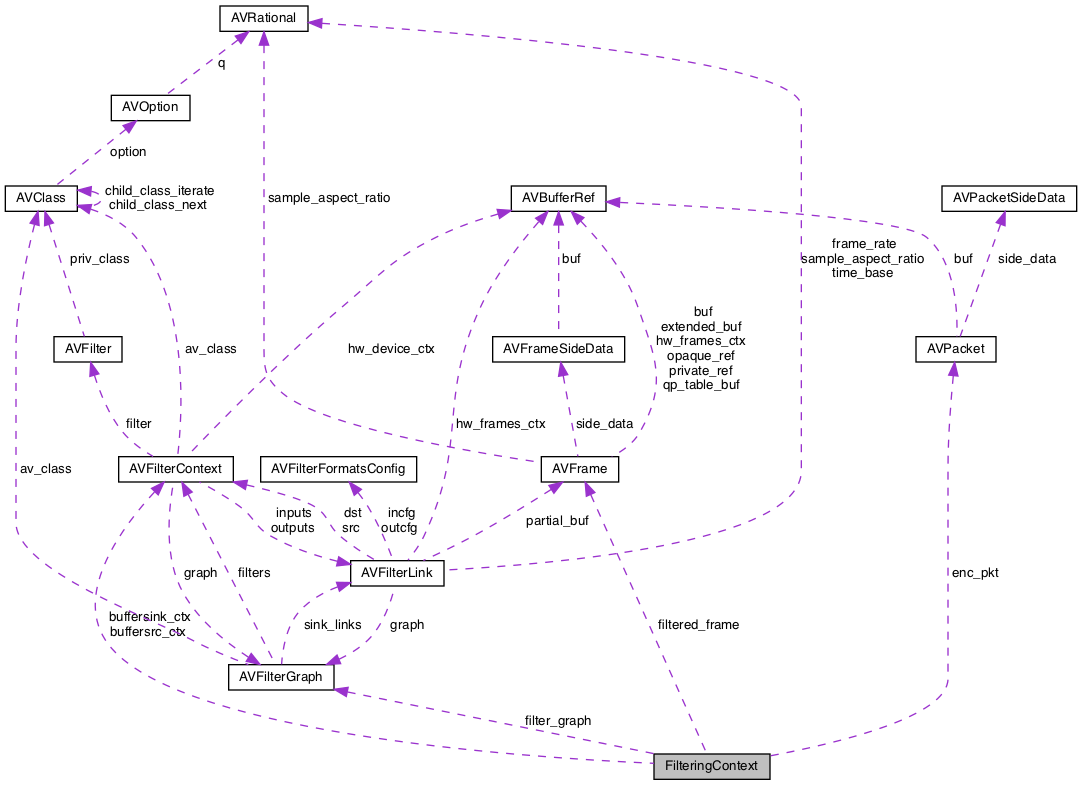 AVRational
q
AVOption
option
AVClass
child_class_iterate
child_class_next
sample_aspect_ratio
AVBufferRef
AVPacketSideData
priv_class
buf
frame_rate
sample_aspect_ratio
time_base
buf
side_data
AVFilter
av_class
hw_device_ctx
AVFrameSideData
buf
extended_buf
hw_frames_ctx
opaque_ref
private_ref
qp_table_buf
AVPacket
filter
hw_frames_ctx
side_data
av_class
AVFilterContext
AVFilterFormatsConfig
AVFrame
inputs
outputs
dst
src
incfg
outcfg
partial_buf
graph
filters
AVFilterLink
enc_pkt
buffersink_ctx
buffersrc_ctx
sink_links
graph
filtered_frame
AVFilterGraph
filter_graph
FilteringContext